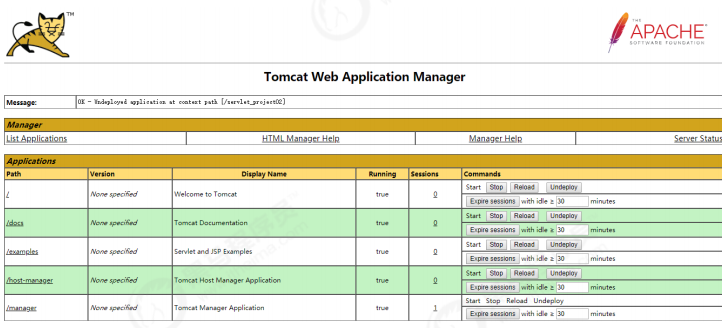 TM
THE
APACHE®
SOFTWARE FOUNDATION
Tomcat Web Application Manager
Message: OK - Undeployed application at context path [/servlet_project02]
Manager
List Applications HTML Manager Help Manager Help Server Status
Applications
Path Version Display Name Running Sessions Commands
/ None specified Welcome to Tomcat true 0 Start Stop Reload Undeploy
Expire sessions with idle ≥ 30 minutes
/docs None specified Tomcat Documentation true 0 Start Stop Reload Undeploy
Expire sessions with idle ≥ 30 minutes
/examples None specified Servlet and JSP Examples true 0 Start Stop Reload Undeploy
Expire sessions with idle ≥ 30 minutes
/host-manager None specified Tomcat Host Manager Application true 0 Start Stop Reload Undeploy
Expire sessions with idle ≥ 30 minutes
/manager None specified Tomcat Manager Application true 1 Start Stop Reload Undeploy
Expire sessions with idle ≥ 30 minutes